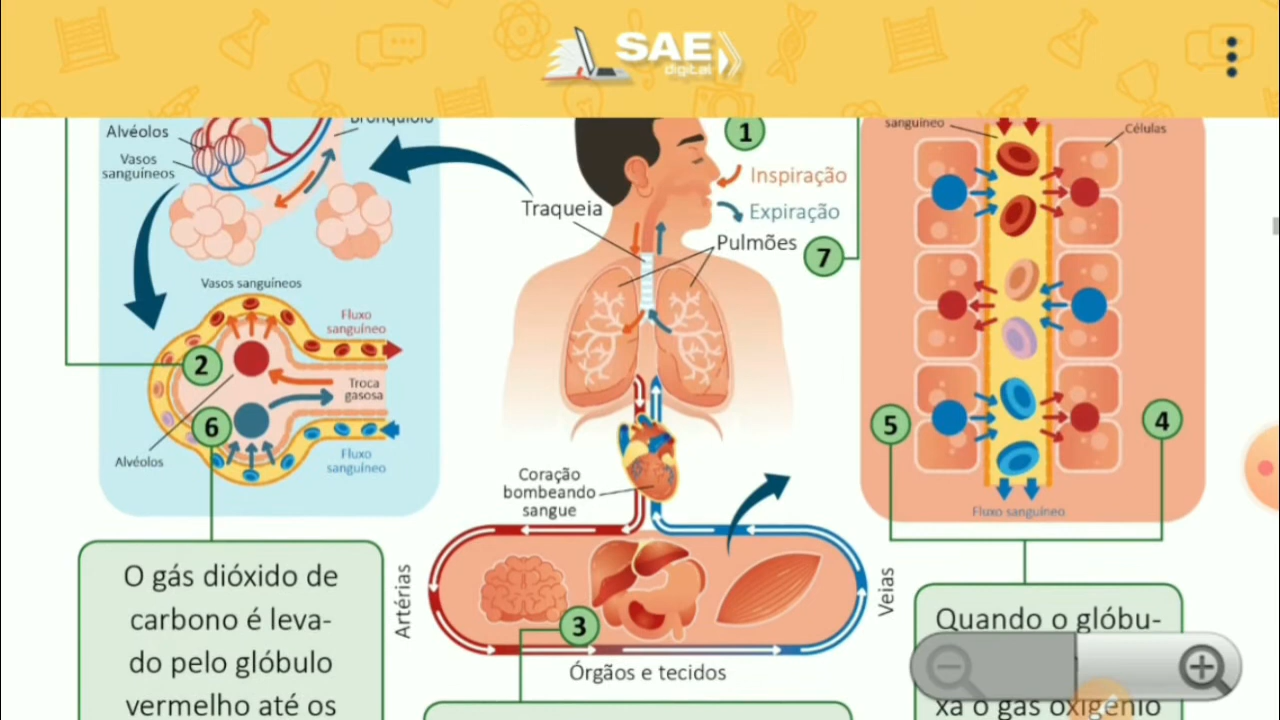 SAE
digital
Alvéolos
Vasos
sanguíneos
Bronquíolo
Traqueia
1
Inspiração
Expiração
Pulmões
7
sanguíneo
Células
Vasos sanguíneos
Fluxo
sanguíneo
2
Troca
gasosa
6
Alvéolos
Fluxo
sanguíneo
Coração
bombeando
sangue
5
4
Fluxo sanguíneo
Artérias
Veias
3
Órgãos e tecidos
O gás dióxido de
carbono é leva-
do pelo glóbulo
vermelho até os
Quando o glóbu-
xa o gás oxigênio